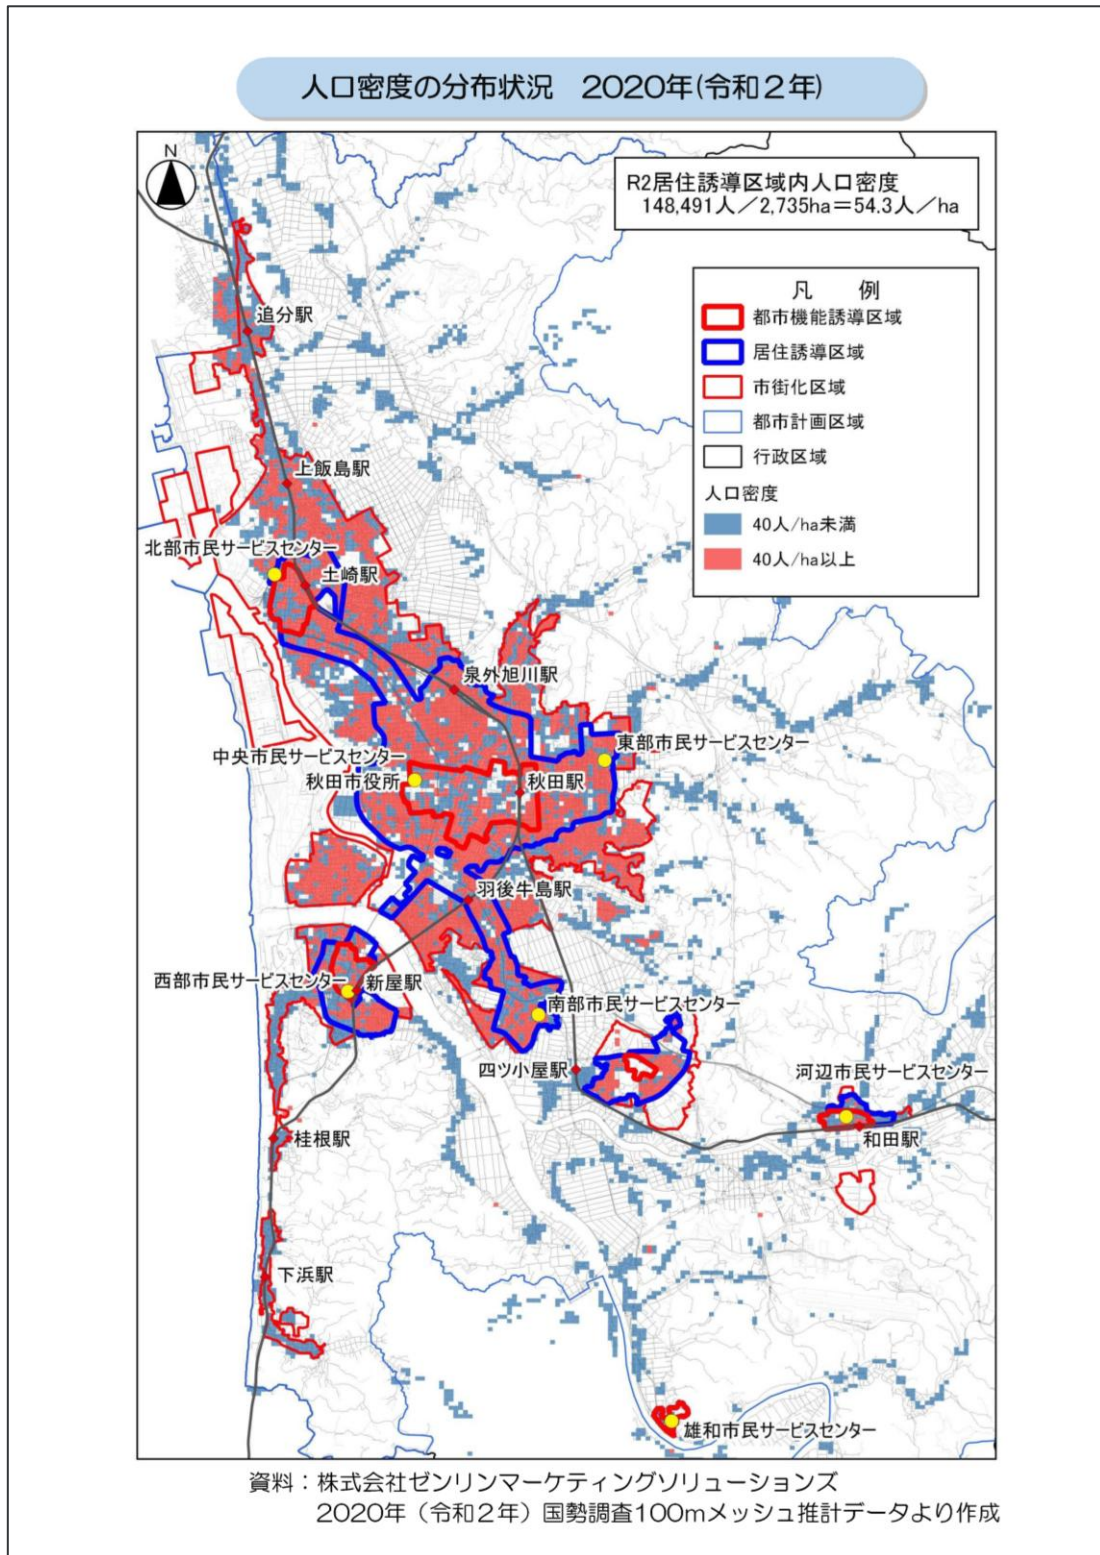 人口密度の分布状況　2020年(令和2年)
N
R2居住誘導区域内人口密度
148,491人／2,735ha＝54.3人／ha
凡　例
都市機能誘導区域
居住誘導区域
市街化区域
都市計画区域
行政区域
人口密度
40人/ha未満
40人/ha以上
追分駅
上飯島駅
北部市民サービスセンター
土崎駅
泉外旭川駅
東部市民サービスセンター
中央市民サービスセンター
秋田市役所
秋田駅
羽後牛島駅
西部市民サービスセンター
新屋駅
南部市民サービスセンター
四ツ小屋駅
河辺市民サービスセンター
和田駅
桂根駅
下浜駅
雄和市民サービスセンター
資料：株式会社ゼンリンマーケティングソリューションズ
2020年（令和2年）国勢調査100mメッシュ推計データより作成